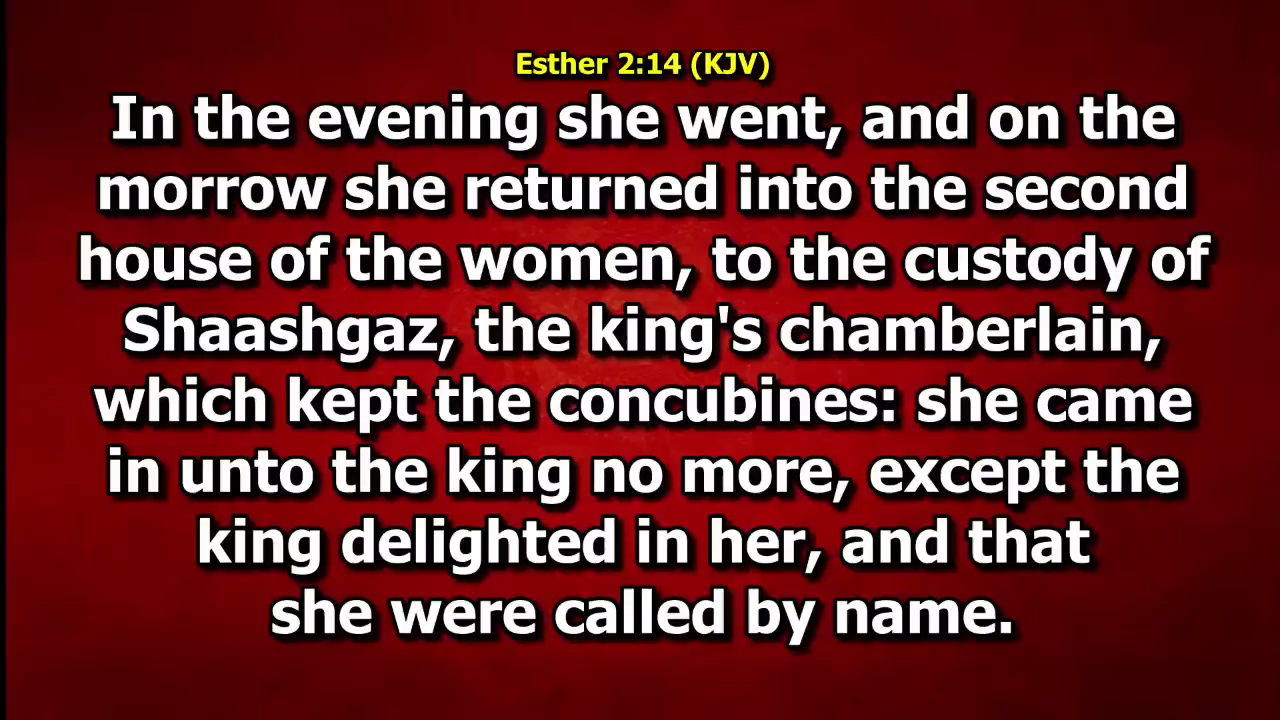 Esther 2:14 (KJV)
In the evening she went, and on the
morrow she returned into the second
house of the women, to the custody of
Shaashgaz, the king's chamberlain,
which kept the concubines: she came
in unto the king no more, except the
king delighted in her, and that
she were called by name.